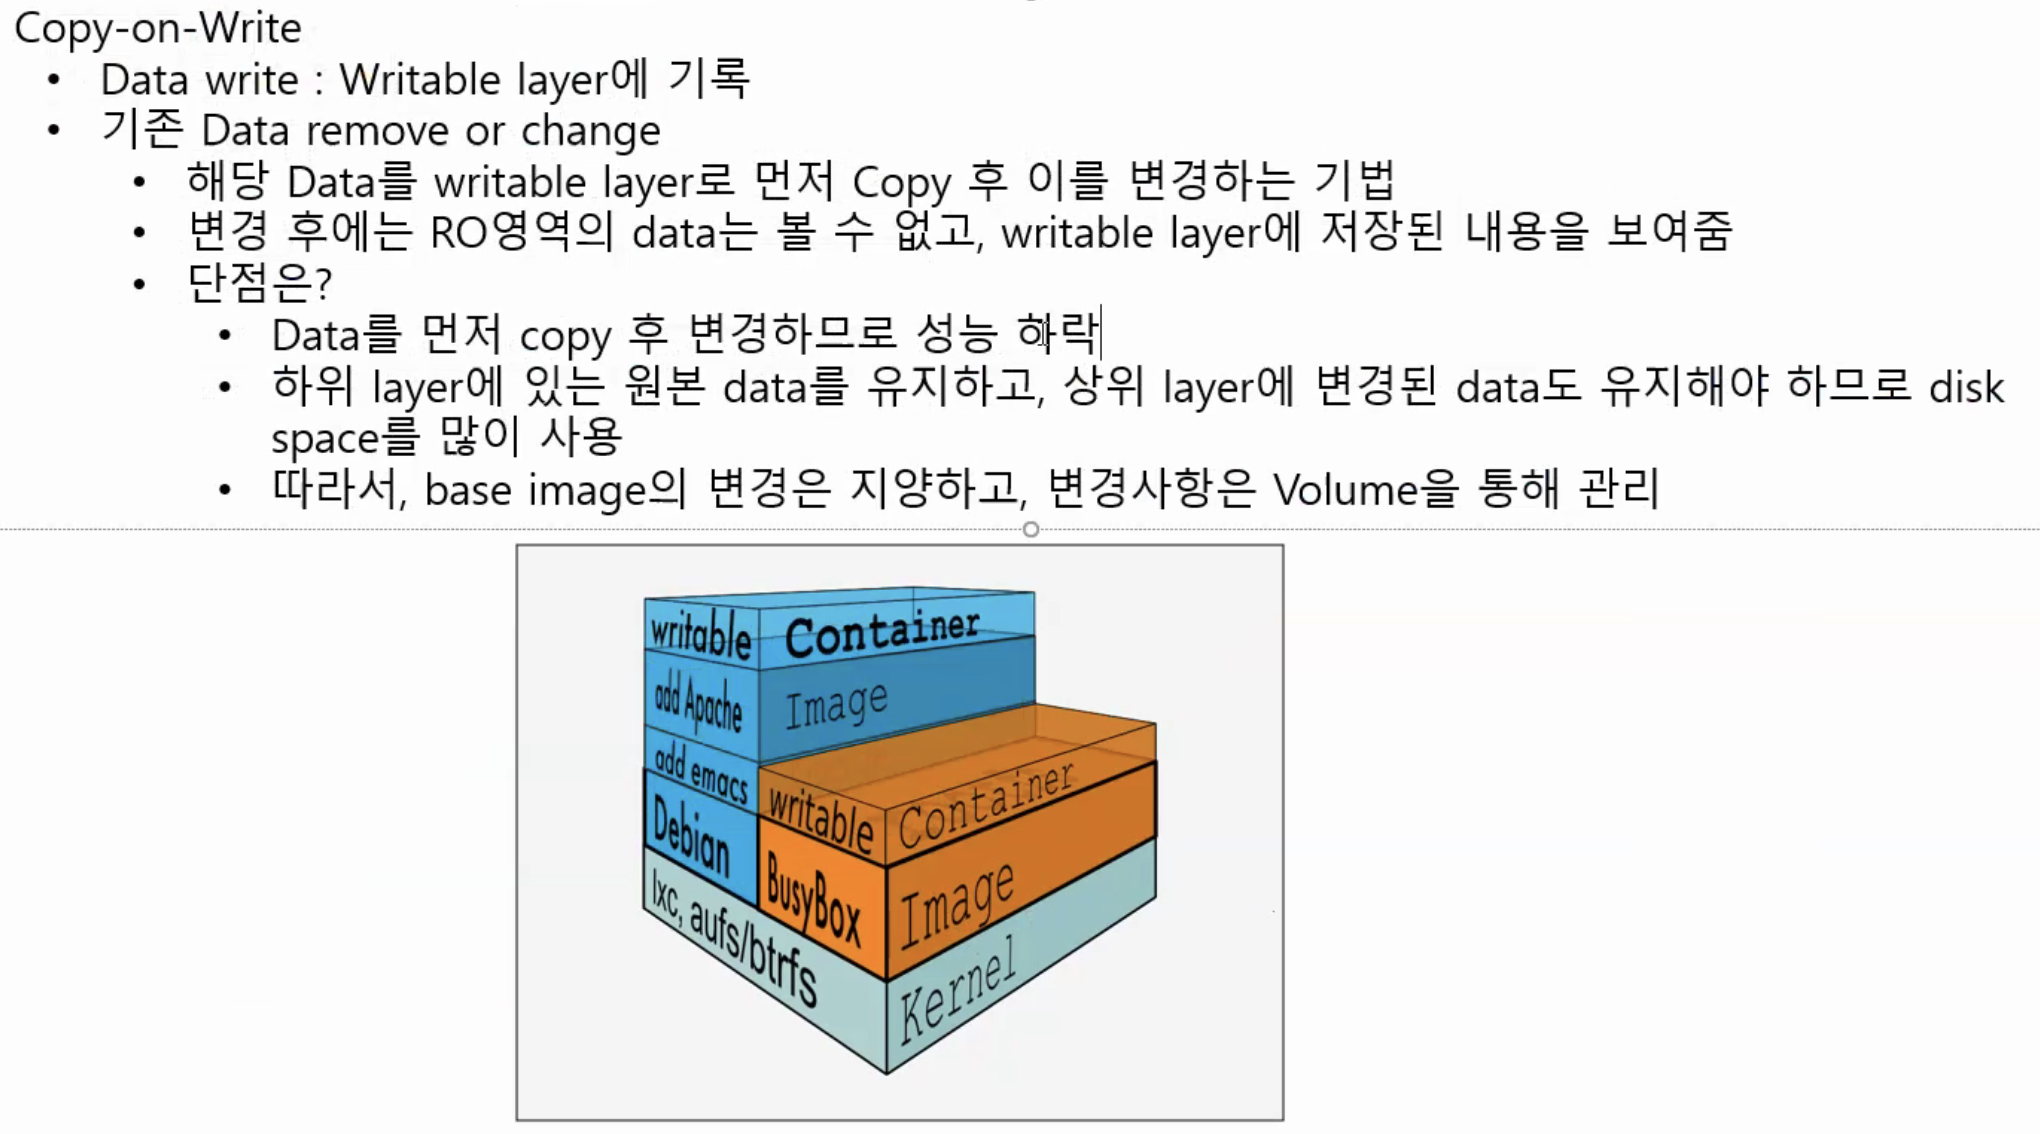 Copy-on-Write
• Data write : Writable layer에 기록
• 기존 Data remove or change
• 해당 Data를 writable layer로 먼저 Copy 후 이를 변경하는 기법
• 변경 후에는 RO영역의 data는 볼 수 없고, writable layer에 저장된 내용을 보여줌
• 단점은?
• Data를 먼저 copy 후 변경하므로 성능 하락
• 하위 layer에 있는 원본 data를 유지하고, 상위 layer에 변경된 data도 유지해야 하므로 disk
space를 많이 사용
• 따라서, base image의 변경은 지양하고, 변경사항은 Volume을 통해 관리
writable Container
add Apache Image
add emacs
writable Container
Debian
BusyBox Image
lxc, aufs/btrfs
Kernel